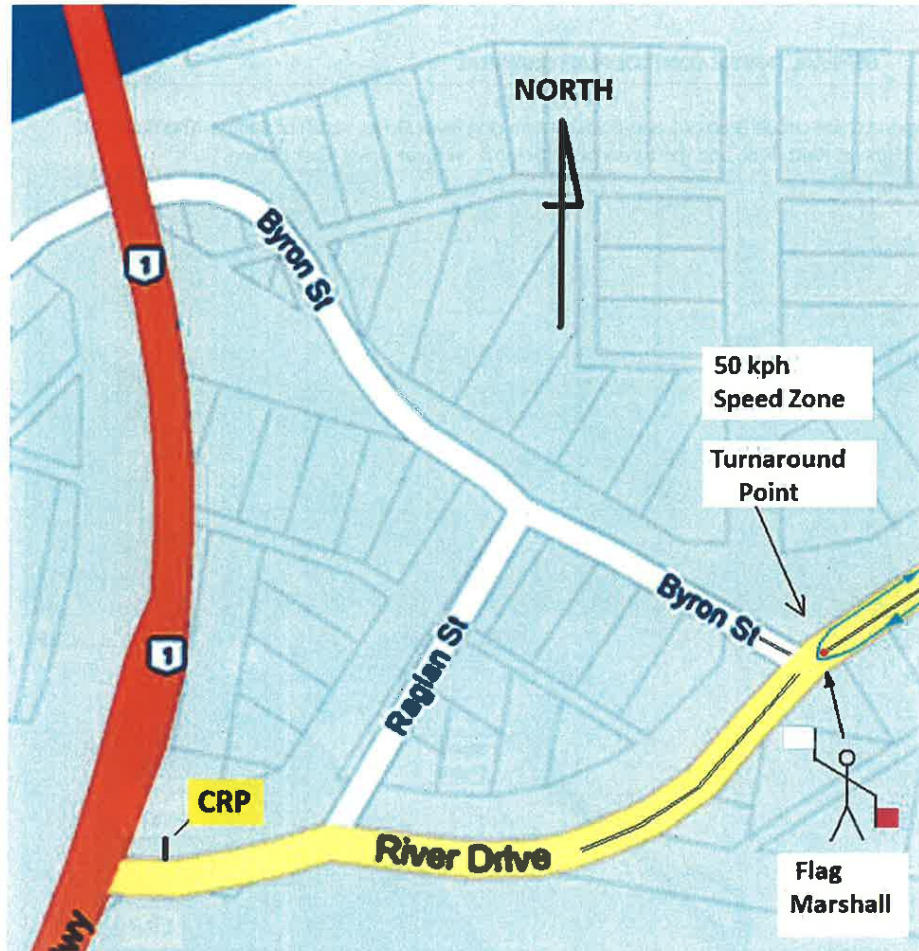 NORTH
1
Byron St
50 kph
Speed Zone
Turnaround
Point
Byron St
1
Raglan St
CRP
River Drive
Flag
Marshall
wy